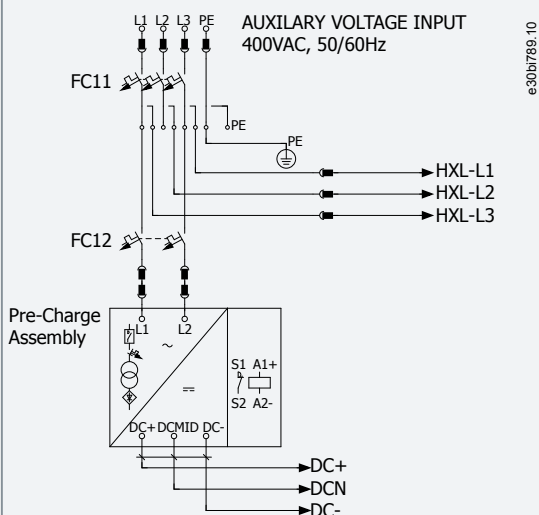 L1 L2 L3 PE
AUXILARY VOLTAGE INPUT
400VAC, 50/60Hz
e30bi789.10
FC11
PE
PE
HXL-L1
HXL-L2
HXL-L3
FC12
Pre-Charge
Assembly
L1 L2
S1 A1+
S2 A2-
DC+ DCMID DC-
DC+
DCN
DC-